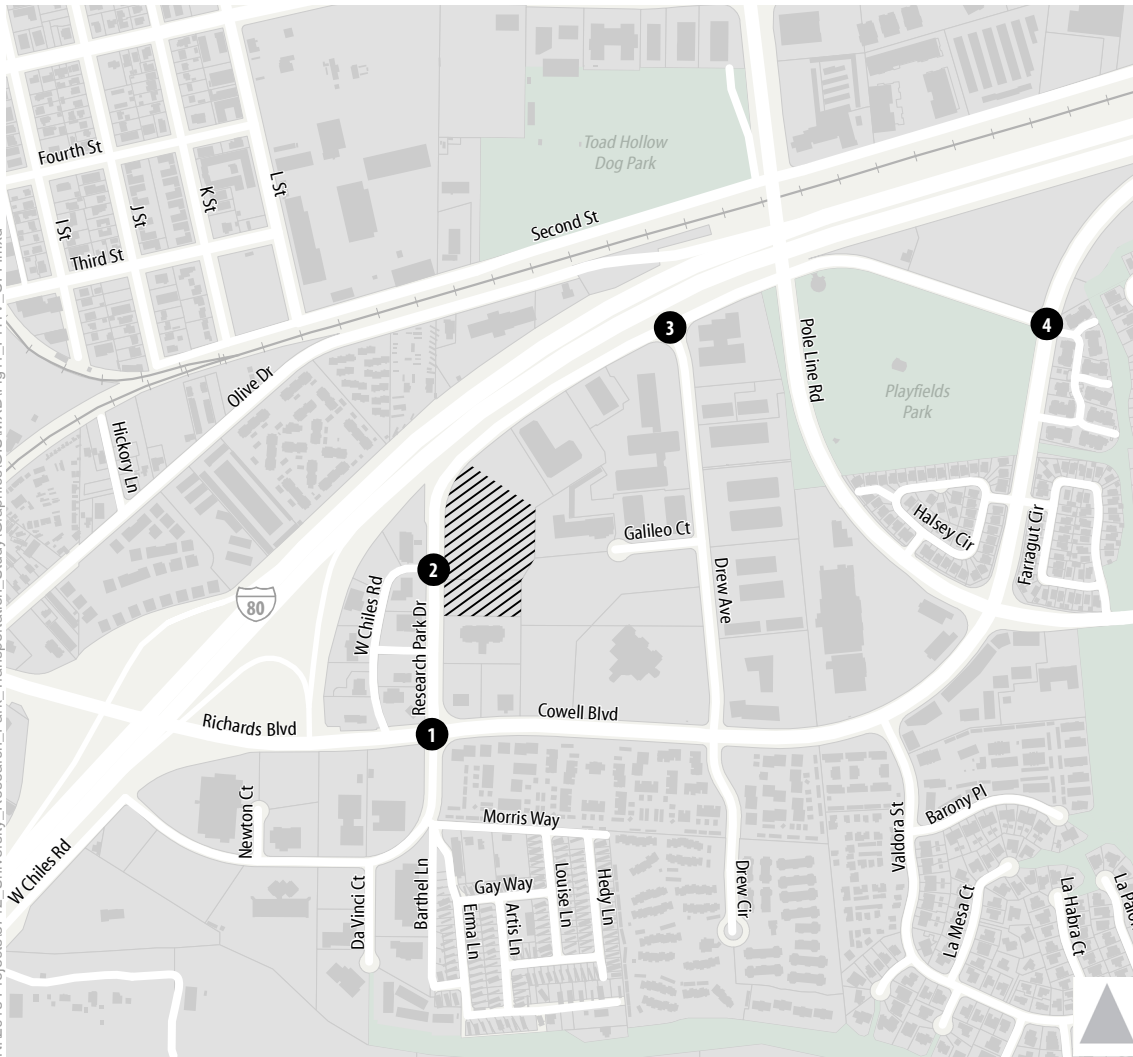 Toad Hollow
Dog Park
Fourth St
L St
K St
J St
I St
Second St
Third St
3
4
Pole Line Rd
Olive Dr
Playfields
Park
Hickory Ln
Halsey Cir
Farragut Cir
Galileo Ct
2
Drew Ave
80
W Chiles Rd
Research Park Dr
Cowell Blvd
Richards Blvd
1
Barony Pl
Valdora St
Newton Ct
Morris Way
W Chiles Rd
Barthel Ln
Gay Way
Louise Ln
Hedy Ln
Drew Cir
La Mesa Ct
La Habra Ct
Da Vinci Ct
Erma Ln
Artis Ln